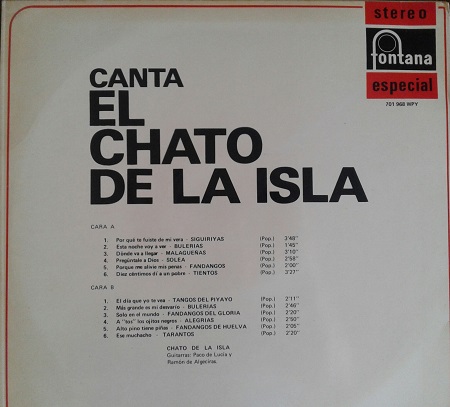 stereo
fontana
especial
701 968 WPY
CANTA
EL
CHATO
DE LA ISLA
CARA A
1. Por qué te fuiste de mi vera - SIGUIRIYAS (Pop.) 3'48"
2. Esta noche voy a ver - BULERIAS (Pop.) 1'45"
3. Dónde va a llegar - MALAGUEÑAS (Pop.) 3'10"
4. Pregúntale a Dios - SOLEA (Pop.) 2'58"
5. Porque me alivie mis penas - FANDANGOS (Pop.) 2'00"
6. Diez céntimos di a un pobre - TIENTOS (Pop.) 3'27"
CARA B
1. El día que yo te vea - TANGOS DEL PIYAYO (Pop.) 2'11"
2. Más grande es mi desvarío - BULERIAS (Pop.) 2'46"
3. Solo en el mundo - FANDANGOS DEL GLORIA (Pop.) 2'20"
4. A "tos" los ojitos negros - ALEGRIAS (Pop.) 2'50"
5. Alto pino tiene piñas - FANDANGOS DE HUELVA (Pop.) 2'05"
6. Ese muchacho - TARANTOS (Pop.) 2'20"
CHATO DE LA ISLA
Guitarras: Paco de Lucía y
Ramón de Algeciras.